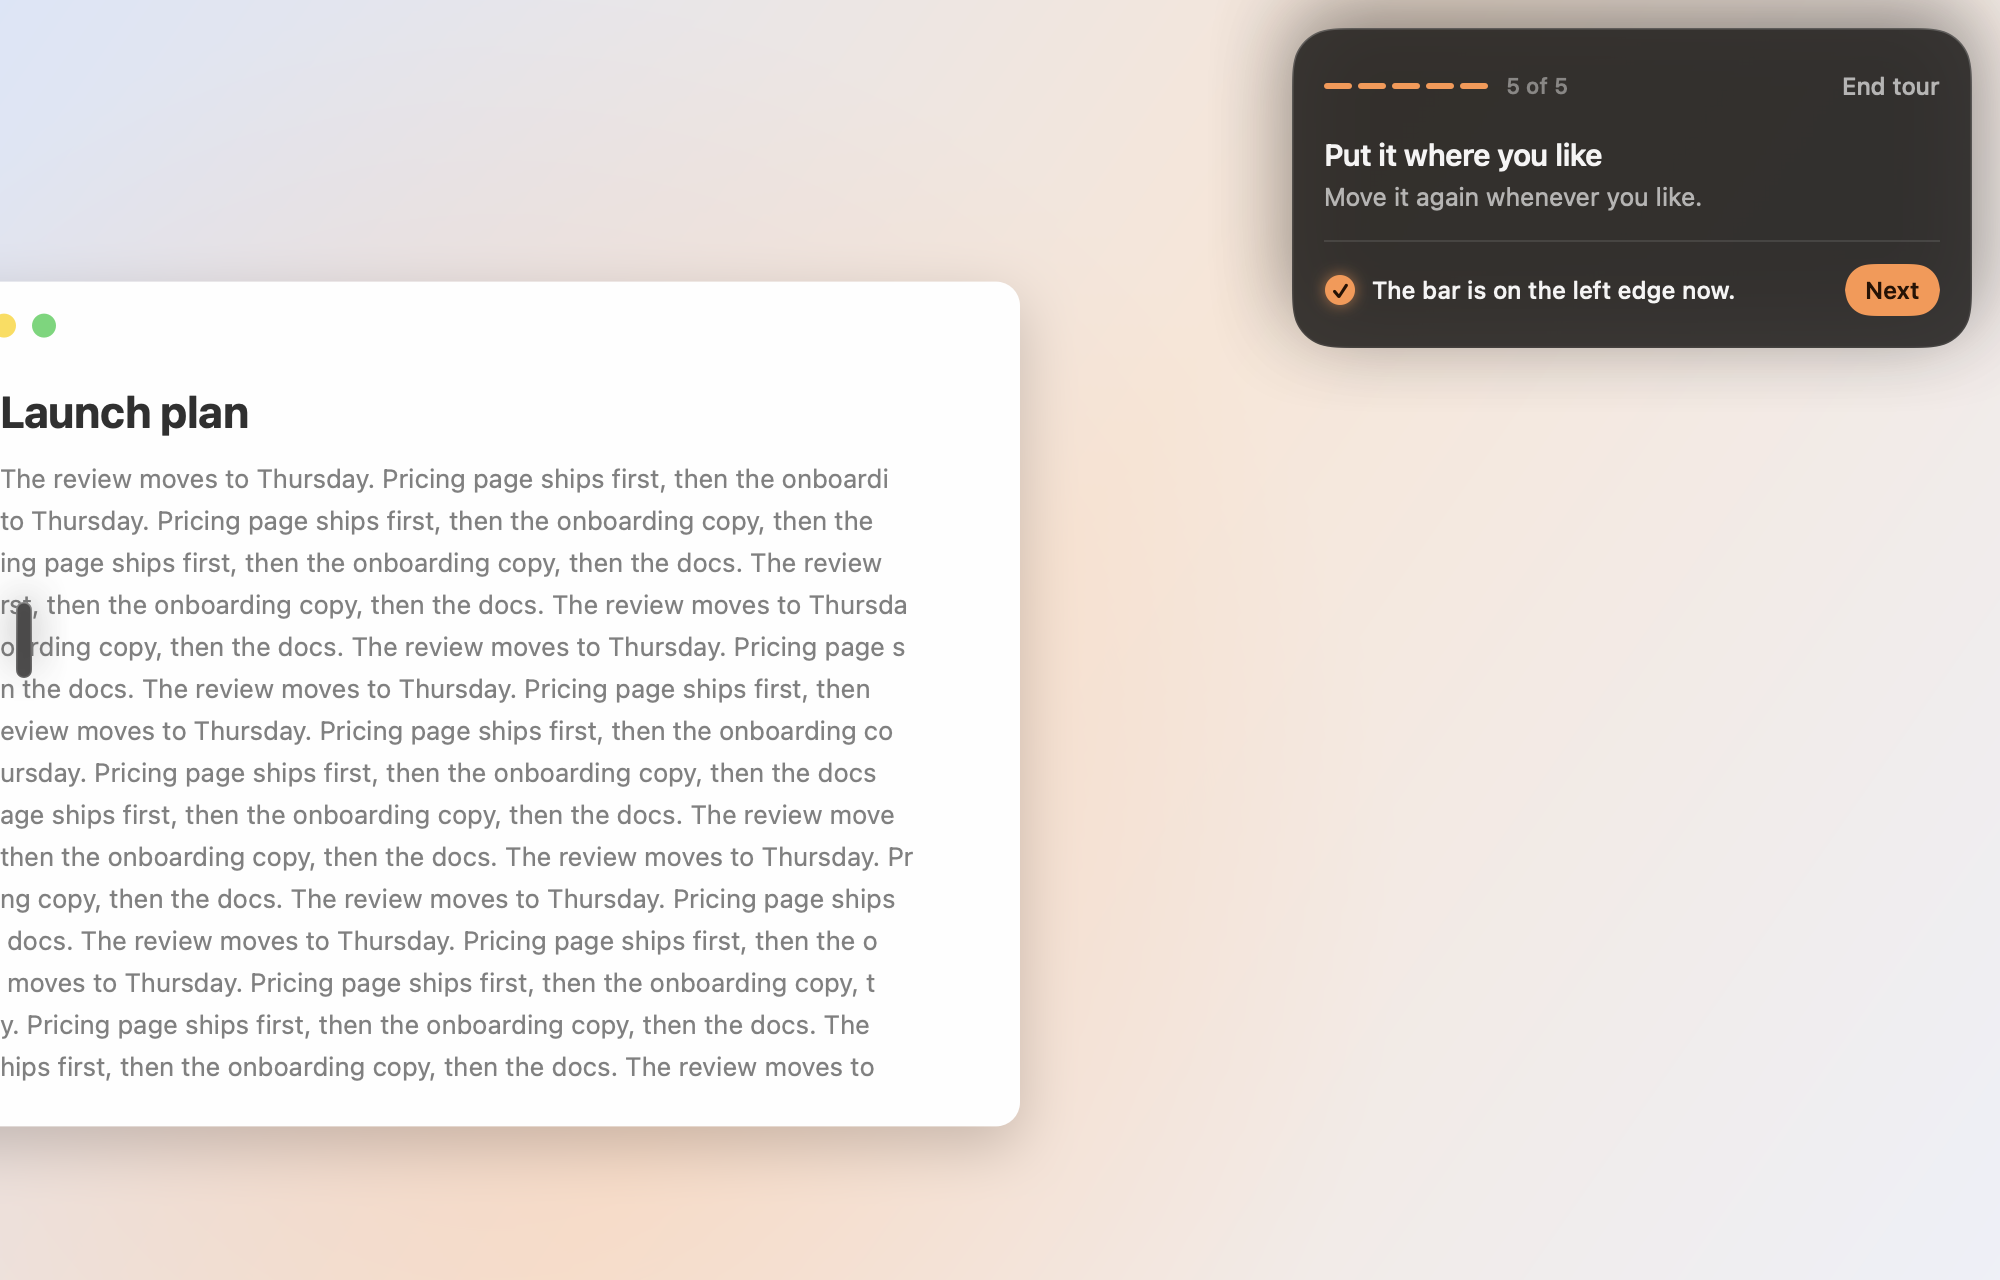 5 of 5
End tour
Put it where you like
Move it again whenever you like.
The bar is on the left edge now.
Next
Launch plan
The review moves to Thursday. Pricing page ships first, then the onboardi
to Thursday. Pricing page ships first, then the onboarding copy, then the
ing page ships first, then the onboarding copy, then the docs. The review
rst, then the onboarding copy, then the docs. The review moves to Thursda
rding copy, then the docs. The review moves to Thursday. Pricing page s
n the docs. The review moves to Thursday. Pricing page ships first, then
eview moves to Thursday. Pricing page ships first, then the onboarding co
ursday. Pricing page ships first, then the onboarding copy, then the docs
age ships first, then the onboarding copy, then the docs. The review move
then the onboarding copy, then the docs. The review moves to Thursday. Pr
ng copy, then the docs. The review moves to Thursday. Pricing page ships
docs. The review moves to Thursday. Pricing page ships first, then the o
moves to Thursday. Pricing page ships first, then the onboarding copy, t
y. Pricing page ships first, then the onboarding copy, then the docs. The
hips first, then the onboarding copy, then the docs. The review moves to